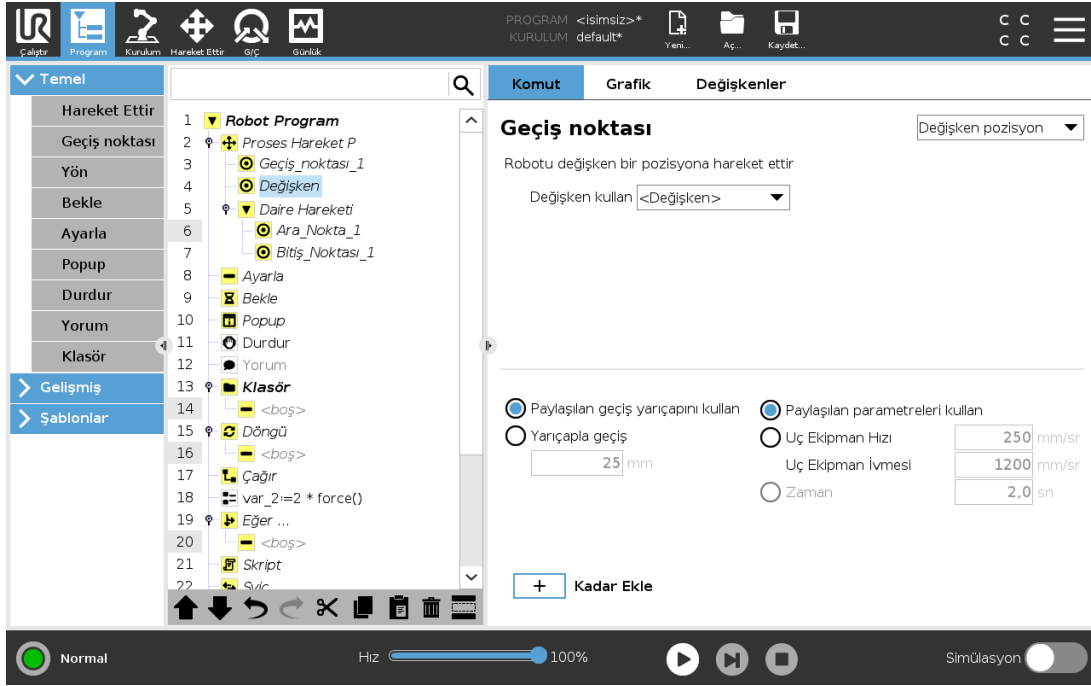 PROGRAM <isimsiz>*
KURULUM default*
Çalıştır Program Kurulum Hareket Ettir G/Ç Günlük
Yeni... Aç... Kaydet...
C C
C C
Temel
Hareket Ettir
Geçiş noktası
Yön
Bekle
Ayarla
Popup
Durdur
Yorum
Klasör
Gelişmiş
Şablonlar
1 Robot Program
2 Proses Hareket P
3 Geçiş_noktası_1
4 Değişken
5 Daire Hareketi
6 Ara_Nokta_1
7 Bitiş_Noktası_1
8 Ayarla
9 Bekle
10 Popup
11 Durdur
12 Yorum
13 Klasör
14 <boş>
15 Döngü
16 <boş>
17 Çağır
18 var_2:=2 * force()
19 Eğer ...
20 <boş>
21 Skript
22 Sviç
Komut Grafik Değişkenler
Geçiş noktası
Değişken pozisyon
Robotu değişken bir pozisyona hareket ettir
Değişken kullan <Değişken>
Paylaşılan geçiş yarıçapını kullan
Yarıçapla geçiş
25 mm
Paylaşılan parametreleri kullan
Uç Ekipman Hızı 250 mm/sr
Uç Ekipman İvmesi 1200 mm/sr
Zaman 2,0 sn
+ Kadar Ekle
Normal
Hız 100%
Simülasyon